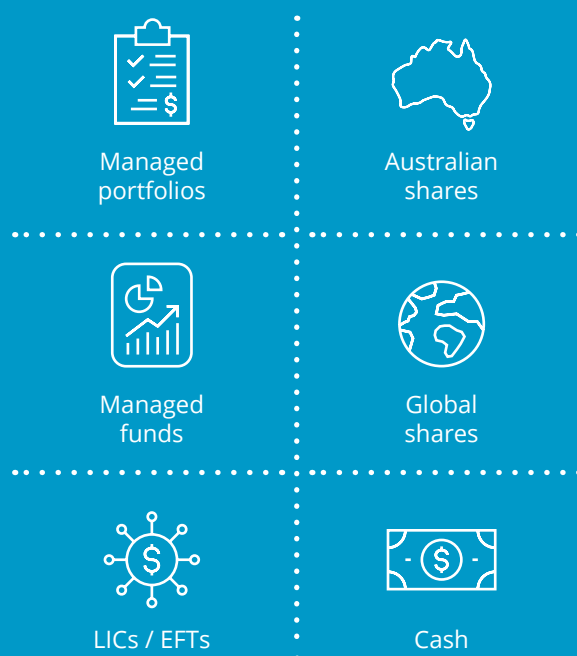 Managed
portfolios
Australian
shares
Managed
funds
Global
shares
LICs / EFTs
Cash